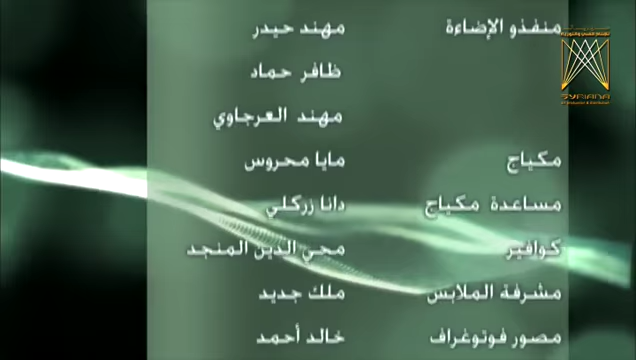 منفذو الإضاءة مهند حيدر
ظافر حماد
مهند العرجاوي
مكياج مايا محروس
مساعدة مكياج دانا زركلي
كوافير محي الدين المنجد
مشرفة الملابس ملك جديد
مصور فوتوغراف خالد أحمد
SYRIANA